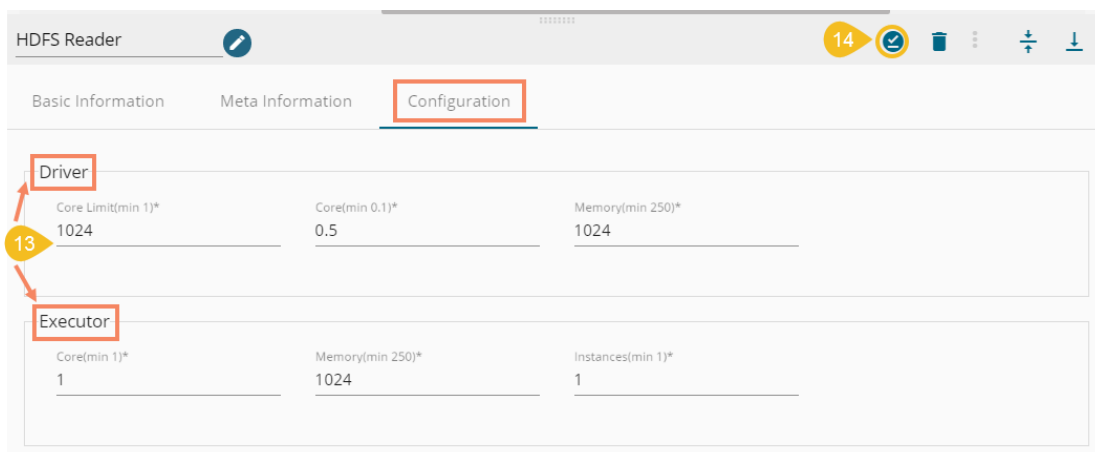 HDFS Reader
14
Basic Information Meta Information Configuration
Driver
Core Limit(min 1)* Core(min 0.1)* Memory(min 250)*
1024 0.5 1024
13
Executor
Core(min 1)* Memory(min 250)* Instances(min 1)*
1 1024 1